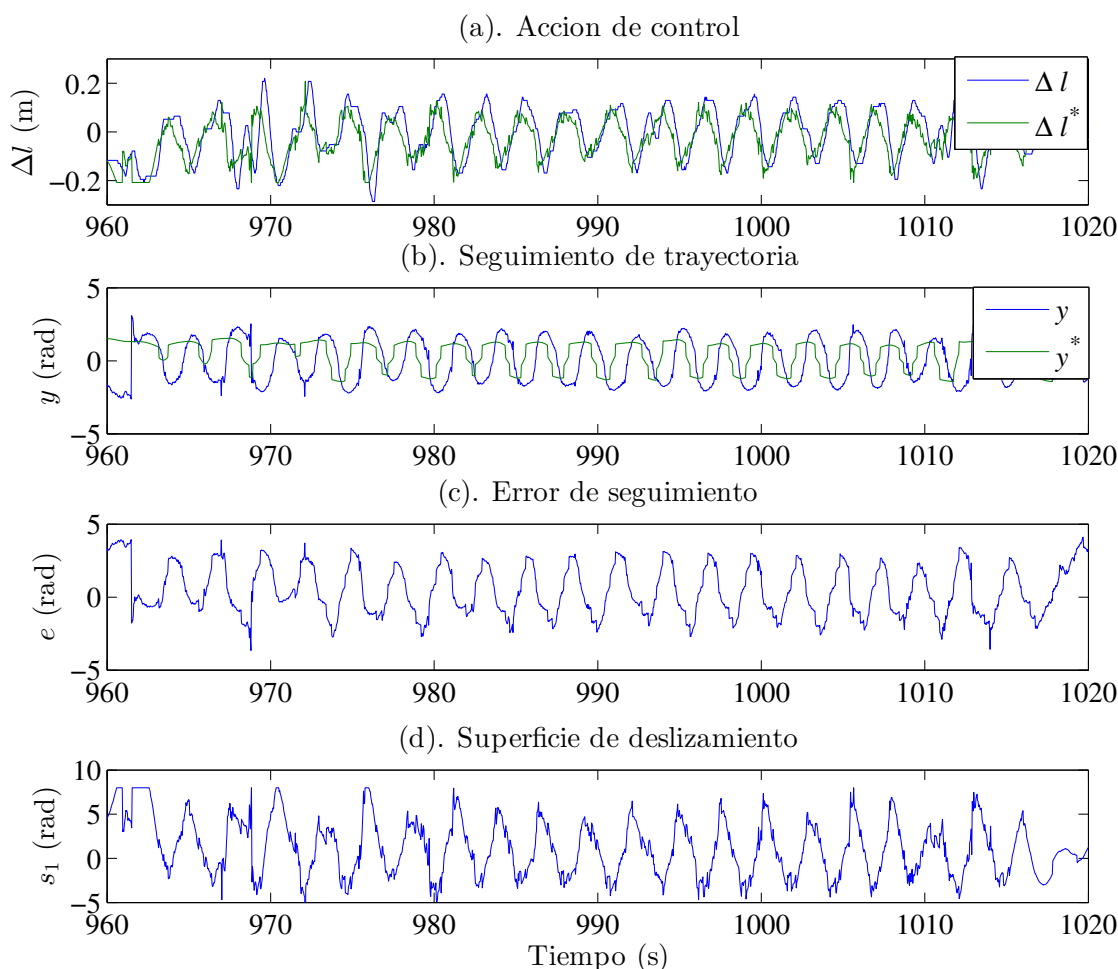 (a). Accion de control
Δl (m)
0.2
0
−0.2
Δ l
Δ l*
960 970 980 990 1000 1010 1020
(b). Seguimiento de trayectoria
y (rad)
5
0
−5
y
y*
960 970 980 990 1000 1010 1020
(c). Error de seguimiento
e (rad)
5
0
−5
960 970 980 990 1000 1010 1020
(d). Superficie de deslizamiento
s₁ (rad)
10
5
0
−5
960 970 980 990 1000 1010 1020
Tiempo (s)